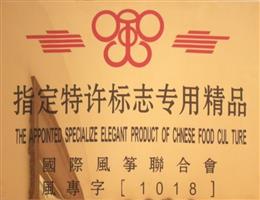 指定特许标志专用精品
THE APPOINTED SPECIALIZE ELEGANT PRODUCT OF CHNESE FOOD CUL TURE
國際風箏聯合會
風專字［1018］